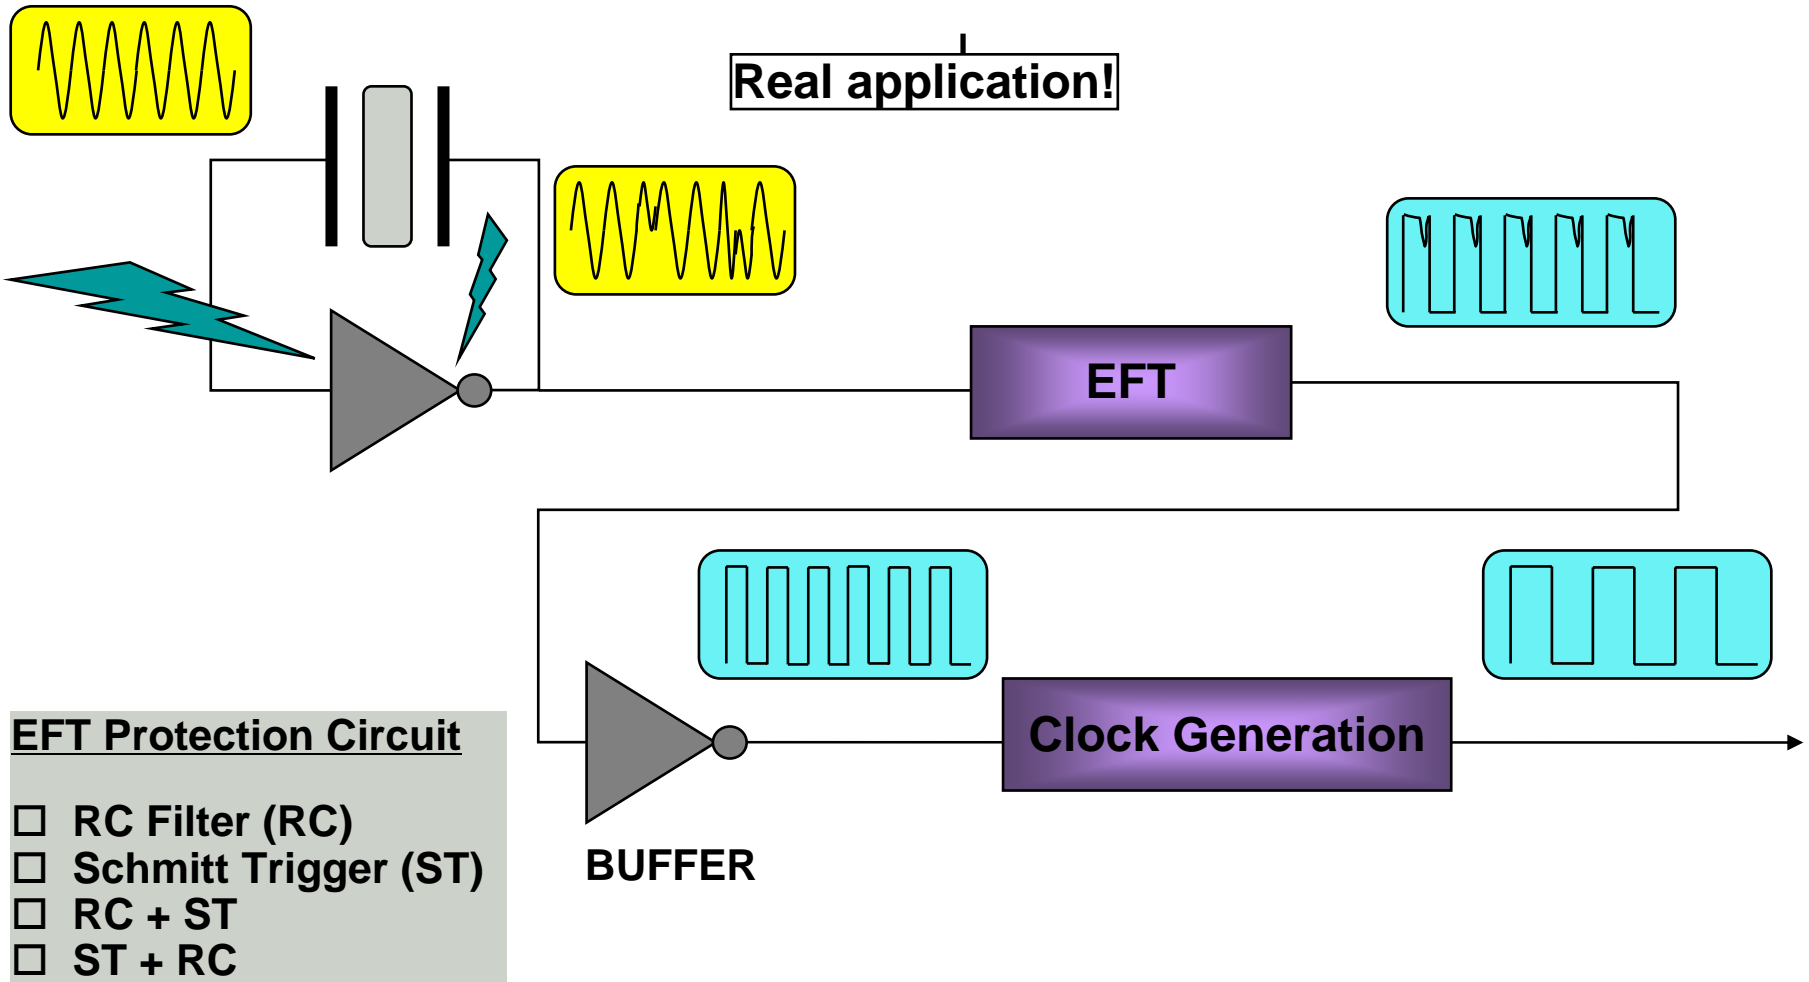 Real application!
EFT
Clock Generation
BUFFER
EFT Protection Circuit
☐ RC Filter (RC)
☐ Schmitt Trigger (ST)
☐ RC + ST
☐ ST + RC